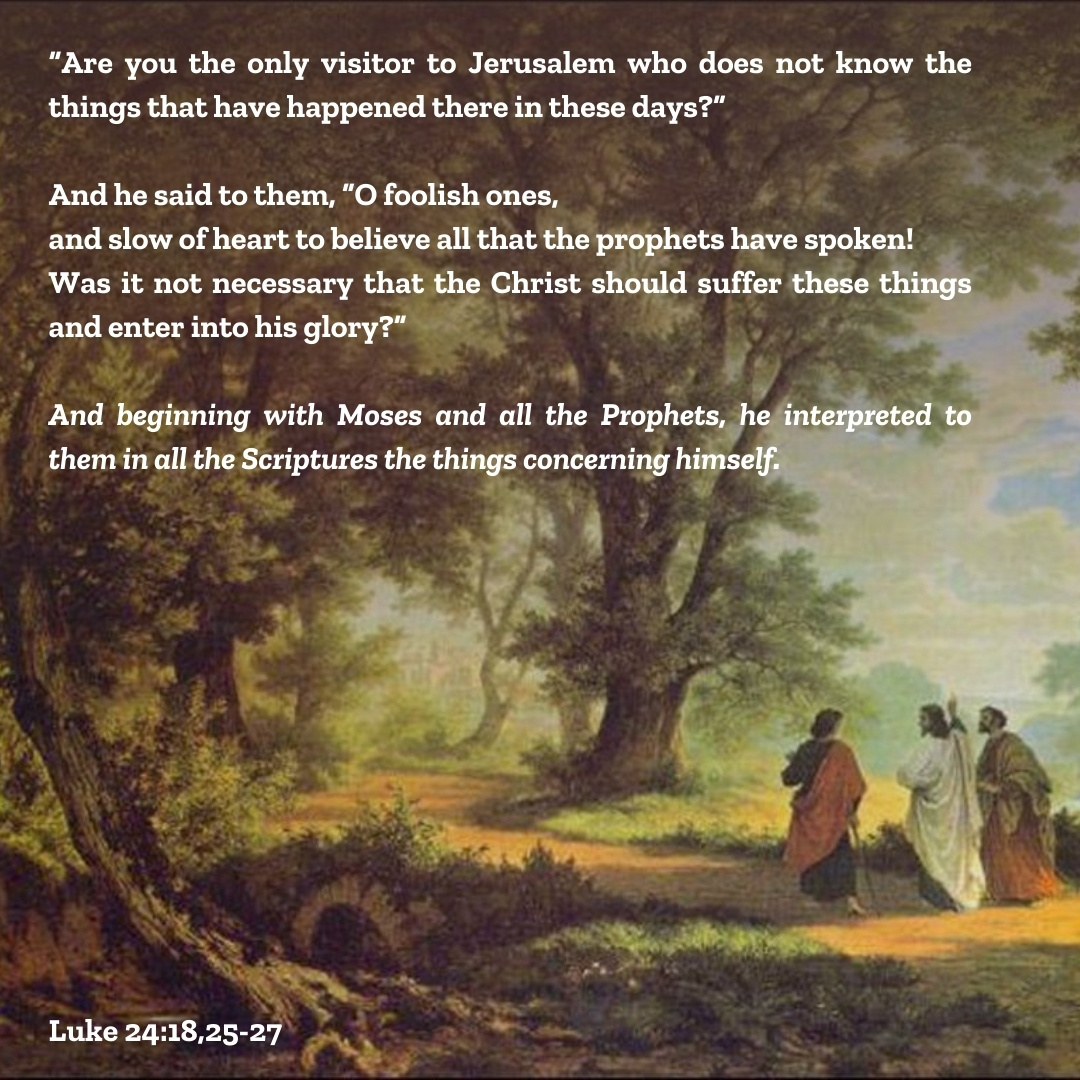 "Are you the only visitor to Jerusalem who does not know the
things that have happened there in these days?"
And he said to them, "O foolish ones,
and slow of heart to believe all that the prophets have spoken!
Was it not necessary that the Christ should suffer these things
and enter into his glory?"
And beginning with Moses and all the Prophets, he interpreted to
them in all the Scriptures the things concerning himself.
Luke 24:18,25-27